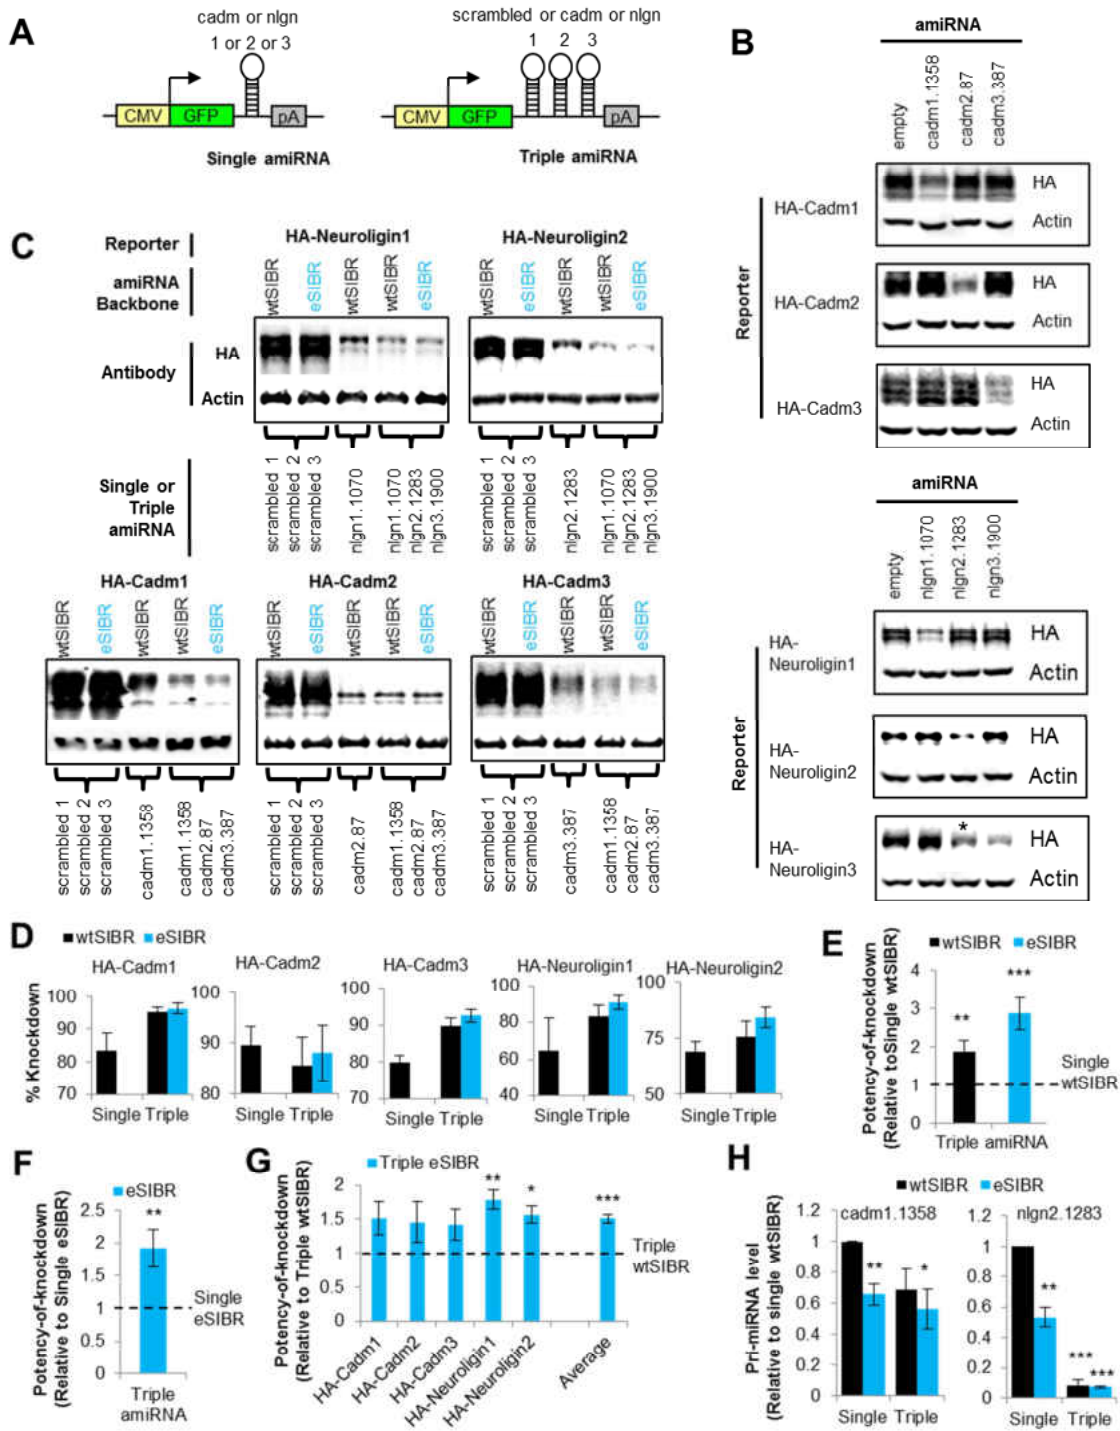 A
cadm or nlgn
1 or 2 or 3
CMV
GFP
pA
Single amiRNA
scrambled or cadm or nlgn
1 2 3
CMV
GFP
pA
Triple amiRNA
B
amiRNA
empty
cadm1.1358
cadm2.87
cadm3.387
Reporter
HA-Cadm1
HA
Actin
HA-Cadm2
HA
Actin
HA-Cadm3
HA
Actin
amiRNA
empty
nlgn1.1070
nlgn2.1283
nlgn3.1900
Reporter
HA-
Neuroligin1
HA
Actin
HA-
Neuroligin2
HA
Actin
HA-
Neuroligin3
*
HA
Actin
C
Reporter
HA-Neuroligin1
HA-Neuroligin2
amiRNA
Backbone
wtSIBR
eSIBR
wtSIBR
wtSIBR
eSIBR
wtSIBR
eSIBR
wtSIBR
wtSIBR
eSIBR
Antibody
HA
Actin
Single or
Triple
amiRNA
scrambled 1
scrambled 2
scrambled 3
nlgn1.1070
nlgn1.1070
nlgn2.1283
nlgn3.1900
scrambled 1
scrambled 2
scrambled 3
nlgn2.1283
nlgn1.1070
nlgn2.1283
nlgn3.1900
HA-Cadm1
HA-Cadm2
HA-Cadm3
wtSIBR
eSIBR
wtSIBR
wtSIBR
eSIBR
wtSIBR
eSIBR
wtSIBR
wtSIBR
eSIBR
wtSIBR
eSIBR
wtSIBR
wtSIBR
eSIBR
scrambled 1
scrambled 2
scrambled 3
cadm1.1358
cadm1.1358
cadm2.87
cadm3.387
scrambled 1
scrambled 2
scrambled 3
cadm2.87
cadm1.1358
cadm2.87
cadm3.387
scrambled 1
scrambled 2
scrambled 3
cadm3.387
cadm1.1358
cadm2.87
cadm3.387
D
wtSIBR eSIBR
% Knockdown
HA-Cadm1
100
90
80
70
Single Triple
HA-Cadm2
100
90
80
Single Triple
HA-Cadm3
100
90
80
70
Single Triple
HA-Neuroligin1
100
80
60
40
Single Triple
HA-Neuroligin2
100
75
50
Single Triple
E
wtSIBR eSIBR
Potency-of-knockdown
(Relative toSingle wtSIBR)
4
3
2
1
0
**
***
Single
wtSIBR
Triple amiRNA
F
eSIBR
Potency-of-knockdown
(Relative to Single eSIBR)
2.5
2
1.5
1
0.5
0
**
Single
eSIBR
Triple
amiRNA
G
Triple eSIBR
Potency-of-knockdown
(Relative to Triple wtSIBR)
2
1.5
1
0.5
0
**
*
***
Triple
wtSIBR
HA-Cadm1
HA-Cadm2
HA-Cadm3
HA-Neuroligin1
HA-Neuroligin2
Average
H
wtSIBR eSIBR
Pri-miRNA level
(Relative to single wtSIBR)
cadm1.1358
1.2
1
0.8
0.6
0.4
0.2
0
**
*
Single Triple
nlgn2.1283
1.2
1
0.8
0.6
0.4
0.2
0
**
***
***
Single Triple